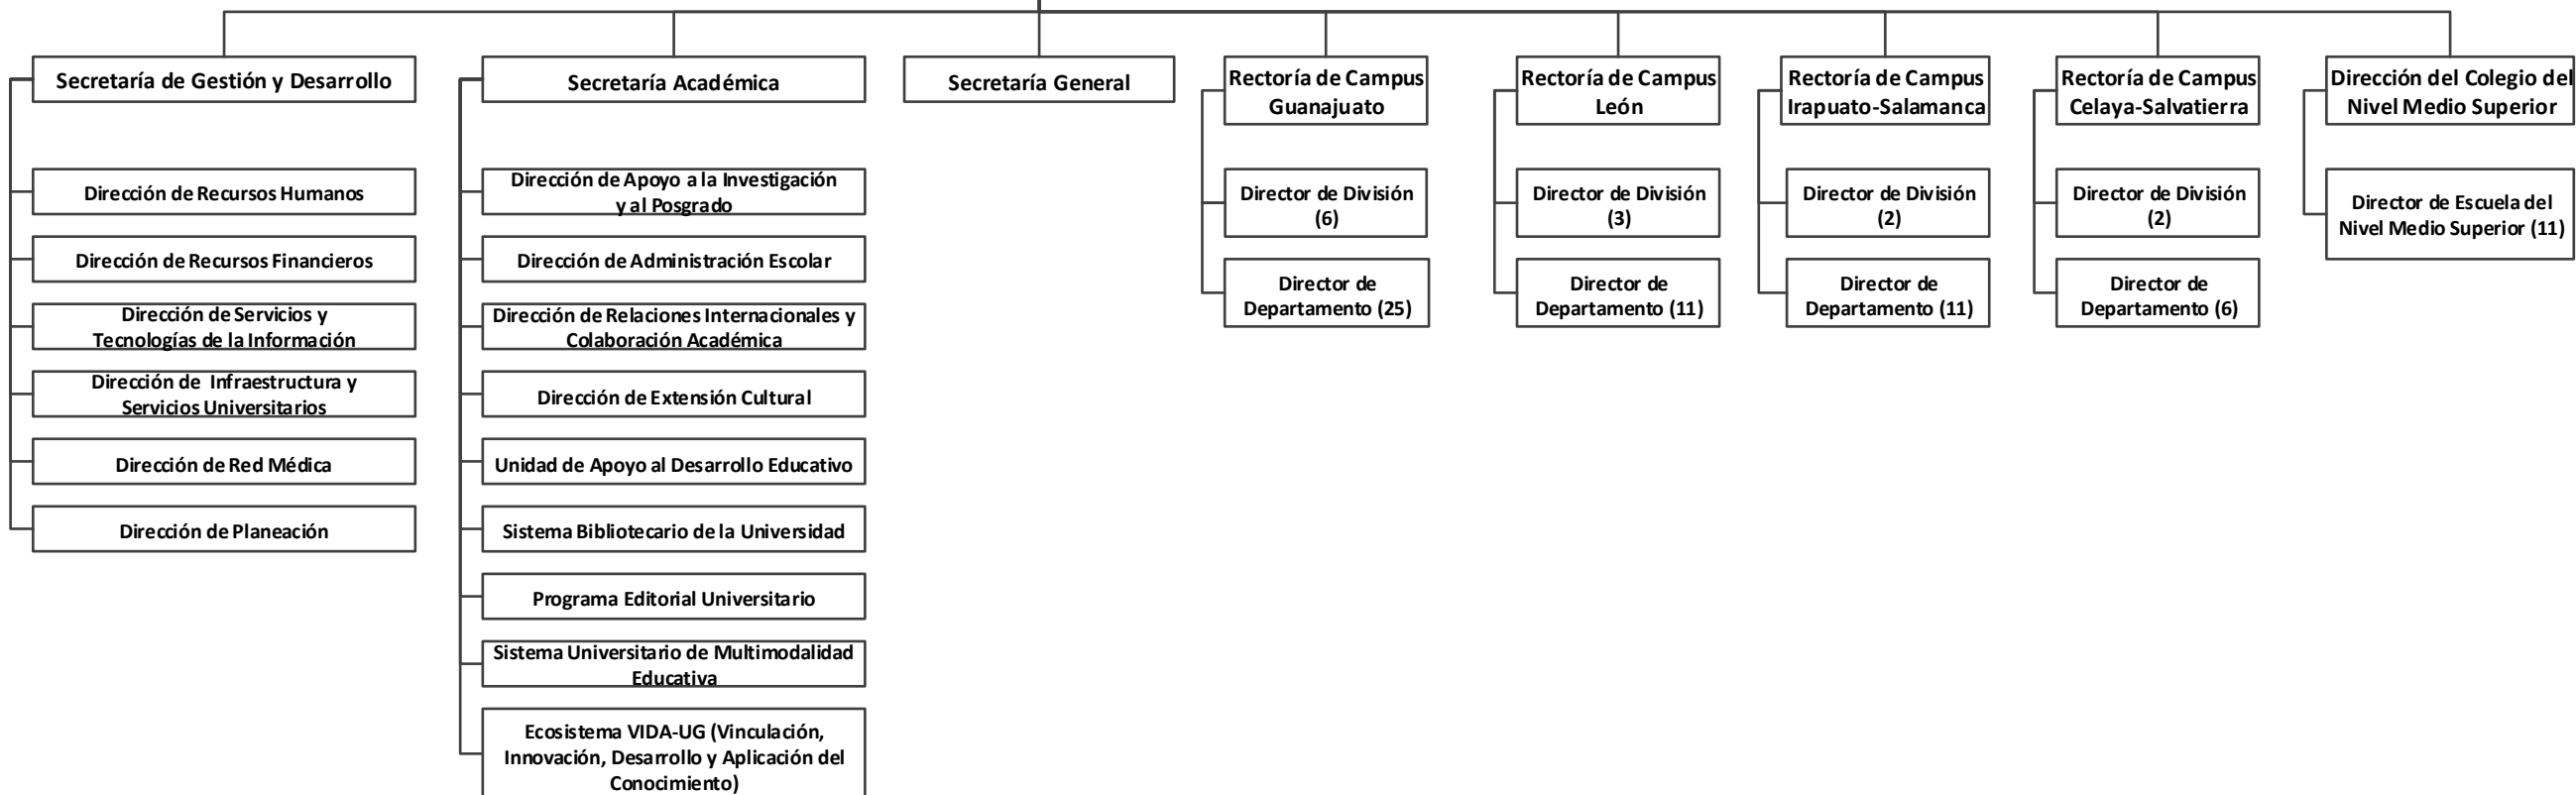 Secretaría de Gestión y Desarrollo
Dirección de Recursos Humanos
Dirección de Recursos Financieros
Dirección de Servicios y
Tecnologías de la Información
Dirección de Infraestructura y
Servicios Universitarios
Dirección de Red Médica
Dirección de Planeación
Secretaría Académica
Dirección de Apoyo a la Investigación
y al Posgrado
Dirección de Administración Escolar
Dirección de Relaciones Internacionales y
Colaboración Académica
Dirección de Extensión Cultural
Unidad de Apoyo al Desarrollo Educativo
Sistema Bibliotecario de la Universidad
Programa Editorial Universitario
Sistema Universitario de Multimodalidad
Educativa
Ecosistema VIDA-UG (Vinculación,
Innovación, Desarrollo y Aplicación del
Conocimiento)
Secretaría General
Rectoría de Campus
Guanajuato
Director de División
(6)
Director de
Departamento (25)
Rectoría de Campus
León
Director de División
(3)
Director de
Departamento (11)
Rectoría de Campus
Irapuato-Salamanca
Director de División
(2)
Director de
Departamento (11)
Rectoría de Campus
Celaya-Salvatierra
Director de División
(2)
Director de
Departamento (6)
Dirección del Colegio del
Nivel Medio Superior
Director de Escuela del
Nivel Medio Superior (11)